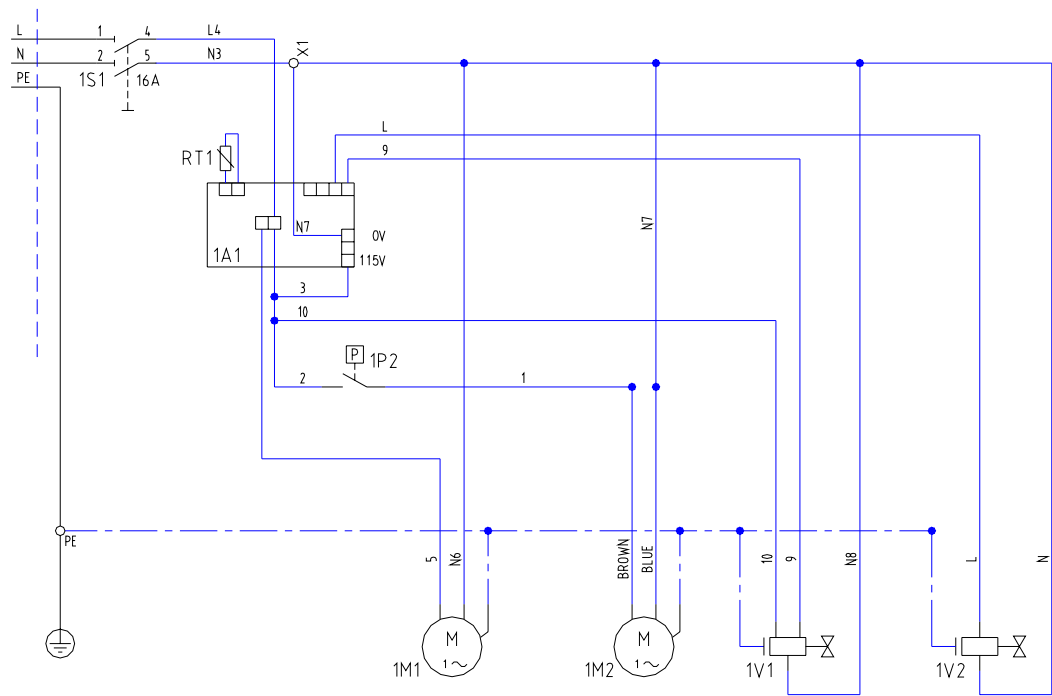 L 1 4 L4
N 2 5 N3 X1
PE 1S1 16A
L
RT1 9
N7 N7
1A1 0V
115V
3
10
P 1P2
2 1
PE
5 N6 BROWN BLUE 10 9 N8 L N
M M
1M1 1~ 1M2 1~ 1V1 1V2